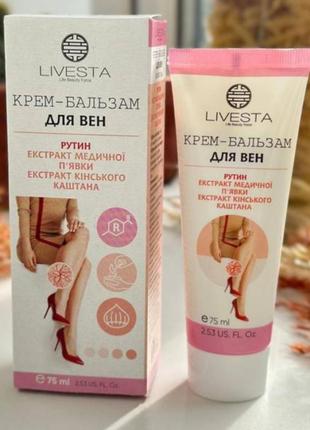 LIVESTA
Life Beauty Force
КРЕМ-БАЛЬЗАМ
ДЛЯ ВЕН
РУТИН
ЕКСТРАКТ МЕДИЧНОЇ
П'ЯВКИ
ЕКСТРАКТ КІНСЬКОГО
КАШТАНА
R
e 75 ml
2.53 US. FL. Oz.
LIVESTA
Life Beauty Force
КРЕМ-БАЛЬЗАМ
ДЛЯ ВЕН
РУТИН
ЕКСТРАКТ МЕДИЧНОЇ
П'ЯВКИ
ЕКСТРАКТ КІНСЬКОГО
КАШТАНА
e 75 ml
2.53 US. FL. Oz.